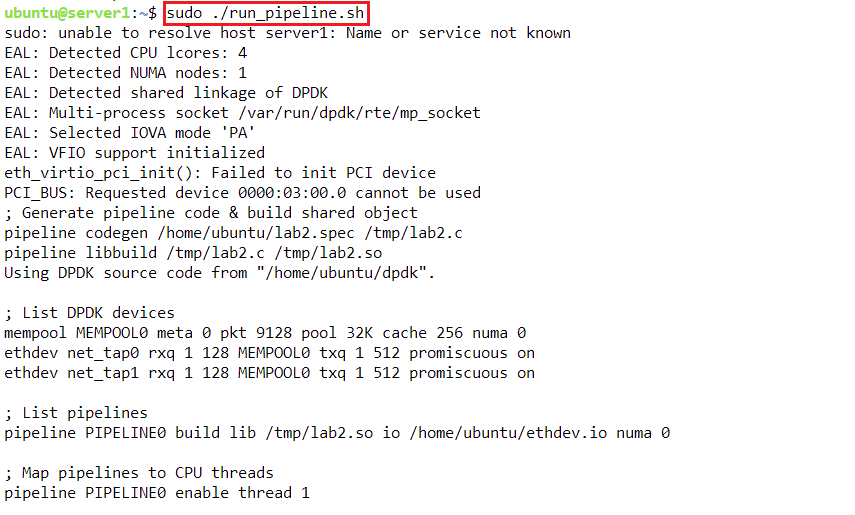 ubuntu@server1:~$ sudo ./run_pipeline.sh
sudo: unable to resolve host server1: Name or service not known
EAL: Detected CPU lcores: 4
EAL: Detected NUMA nodes: 1
EAL: Detected shared linkage of DPDK
EAL: Multi-process socket /var/run/dpdk/rte/mp_socket
EAL: Selected IOVA mode 'PA'
EAL: VFIO support initialized
eth_virtio_pci_init(): Failed to init PCI device
PCI_BUS: Requested device 0000:03:00.0 cannot be used
; Generate pipeline code & build shared object
pipeline codegen /home/ubuntu/lab2.spec /tmp/lab2.c
pipeline libbuild /tmp/lab2.c /tmp/lab2.so
Using DPDK source code from "/home/ubuntu/dpdk".
; List DPDK devices
mempool MEMPOOL0 meta 0 pkt 9128 pool 32K cache 256 numa 0
ethdev net_tap0 rxq 1 128 MEMPOOL0 txq 1 512 promiscuous on
ethdev net_tap1 rxq 1 128 MEMPOOL0 txq 1 512 promiscuous on
; List pipelines
pipeline PIPELINE0 build lib /tmp/lab2.so io /home/ubuntu/ethdev.io numa 0
; Map pipelines to CPU threads
pipeline PIPELINE0 enable thread 1